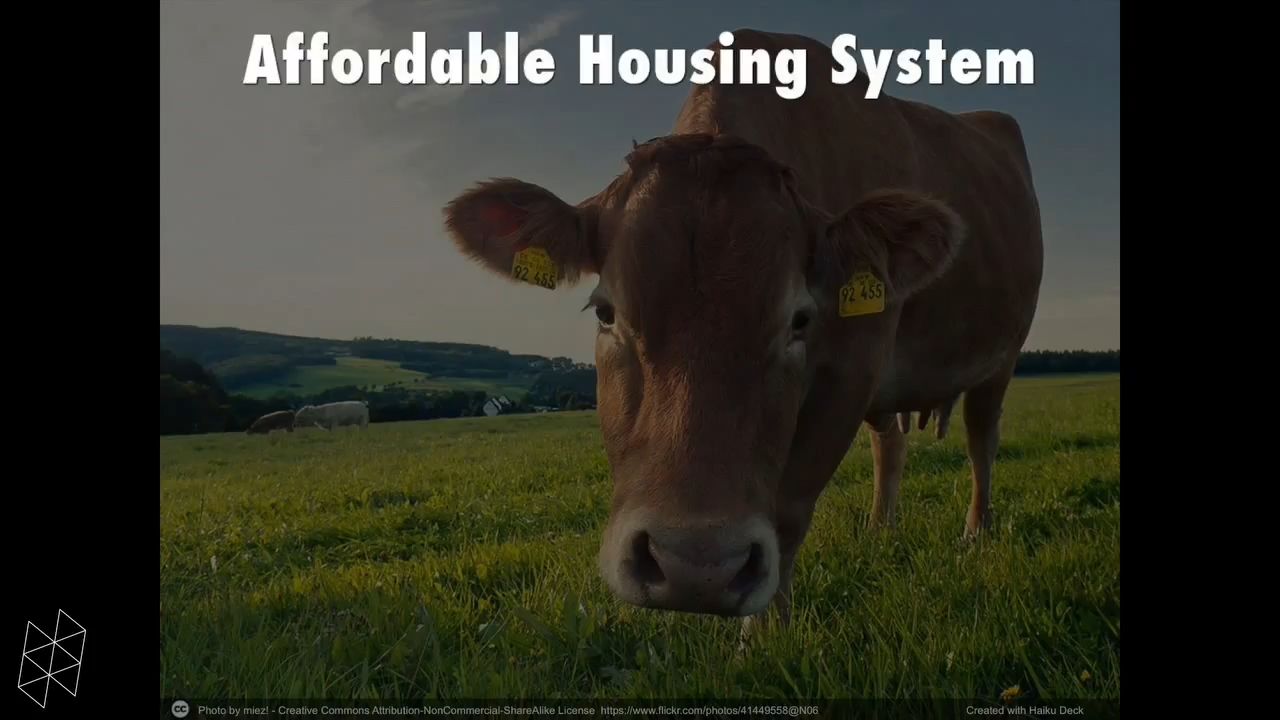 Affordable Housing System
92 455
92 455
cc Photo by miez! - Creative Commons Attribution-NonCommercial-ShareAlike License https://www.flickr.com/photos/41449558@N06
Created with Haiku Deck